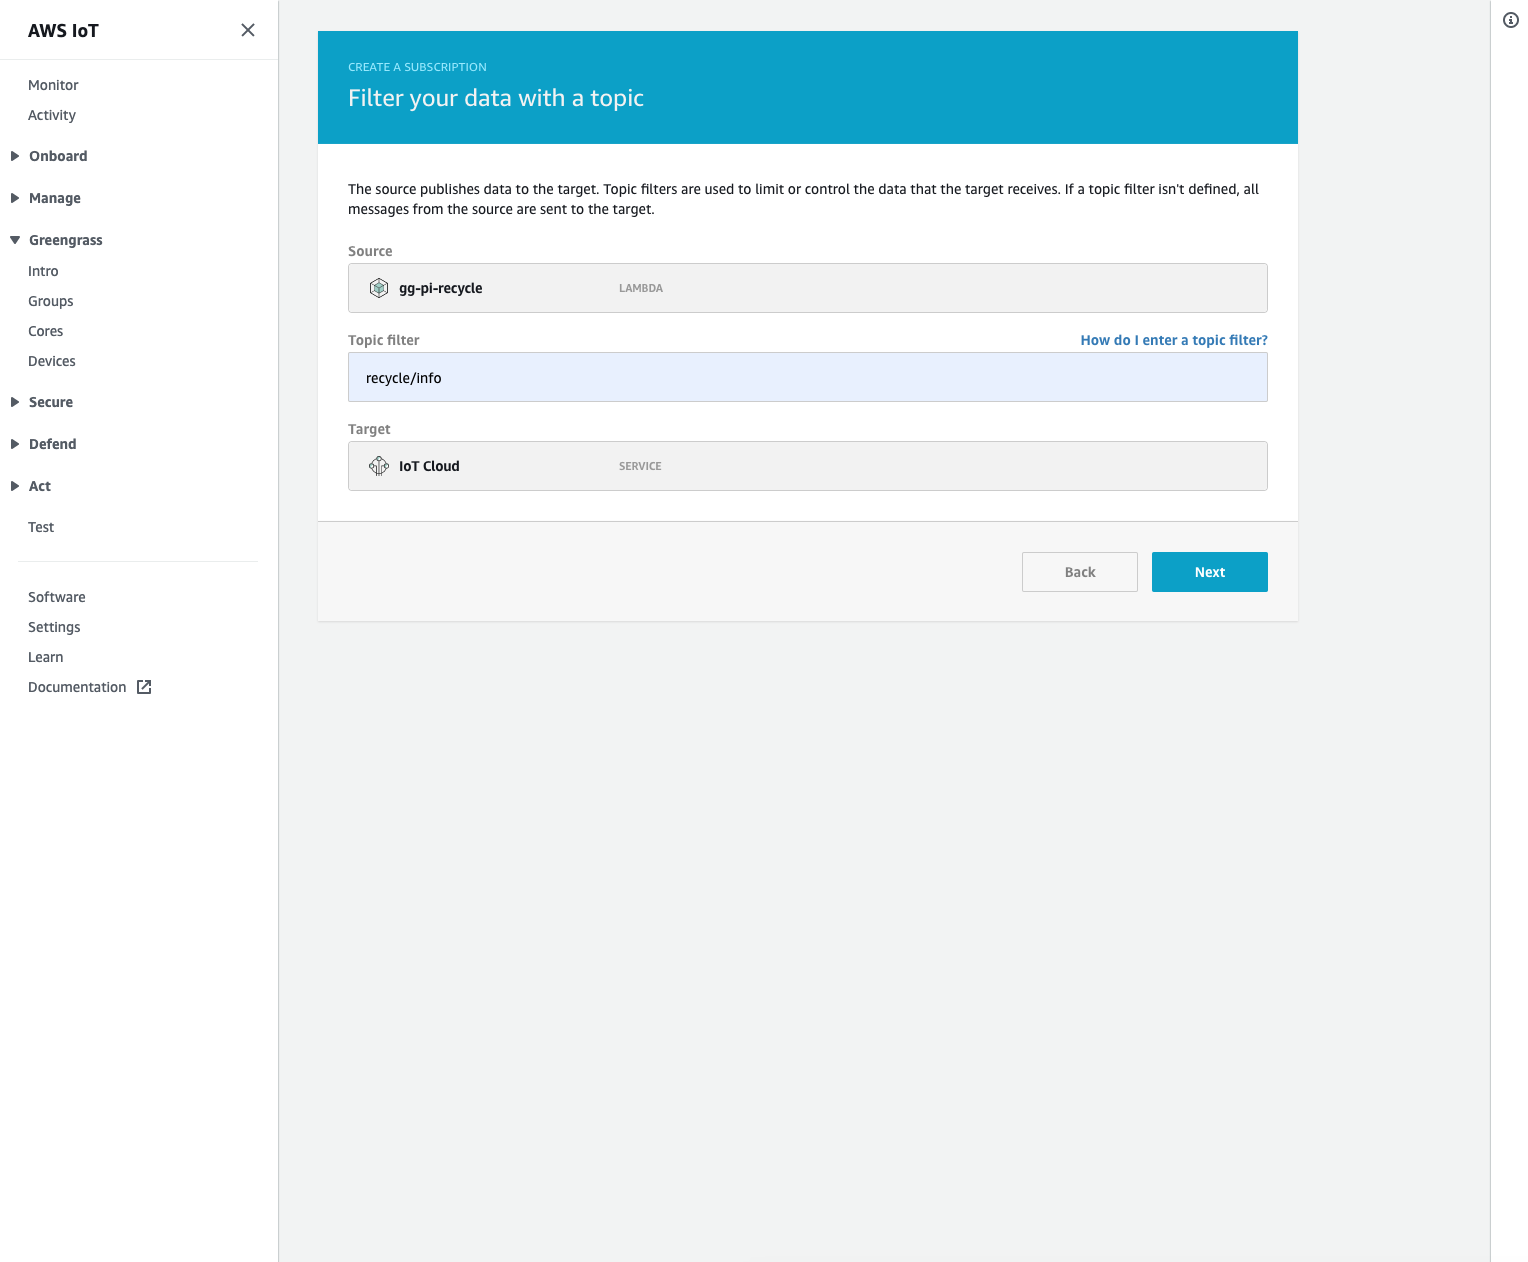 AWS IoT
Monitor
Activity
Onboard
Manage
Greengrass
Intro
Groups
Cores
Devices
Secure
Defend
Act
Test
Software
Settings
Learn
Documentation
CREATE A SUBSCRIPTION
Filter your data with a topic
The source publishes data to the target. Topic filters are used to limit or control the data that the target receives. If a topic filter isn't defined, all
messages from the source are sent to the target.
Source
gg-pi-recycle LAMBDA
Topic filter How do I enter a topic filter?
recycle/info
Target
IoT Cloud SERVICE
Back Next